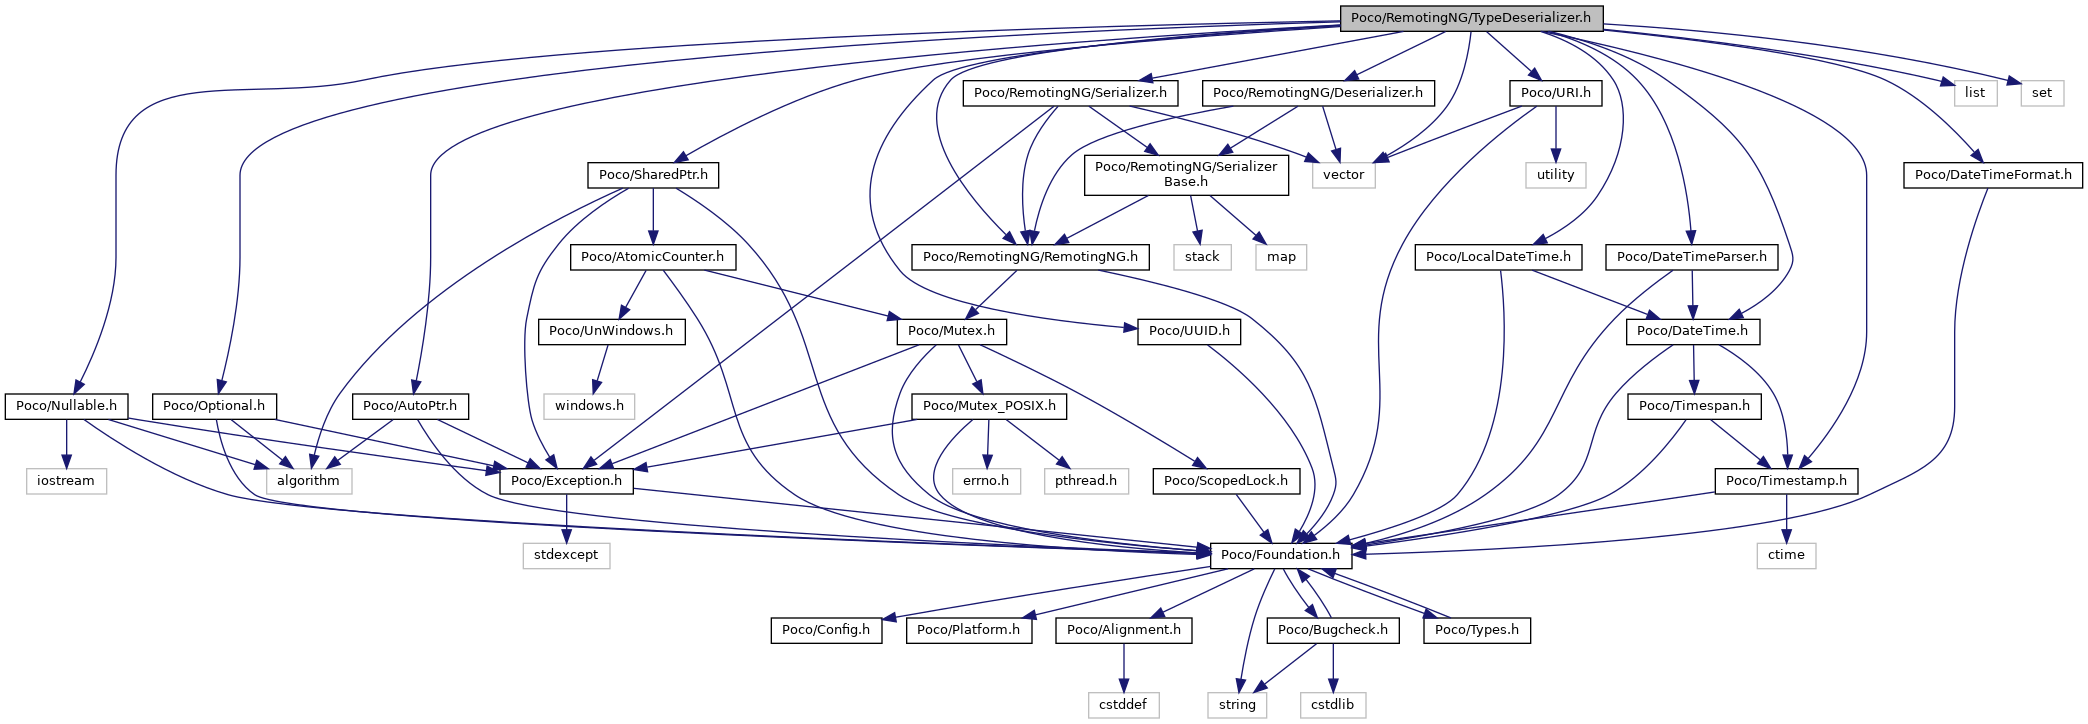 Poco/RemotingNG/TypeDeserializer.h
Poco/RemotingNG/Serializer.h
Poco/RemotingNG/Deserializer.h
Poco/URI.h
list
set
Poco/SharedPtr.h
Poco/RemotingNG/Serializer
Base.h
vector
utility
Poco/DateTimeFormat.h
Poco/AtomicCounter.h
Poco/RemotingNG/RemotingNG.h
stack
map
Poco/LocalDateTime.h
Poco/DateTimeParser.h
Poco/UnWindows.h
Poco/Mutex.h
Poco/UUID.h
Poco/DateTime.h
Poco/Nullable.h
Poco/Optional.h
Poco/AutoPtr.h
windows.h
Poco/Mutex_POSIX.h
Poco/Timespan.h
iostream
algorithm
Poco/Exception.h
errno.h
pthread.h
Poco/ScopedLock.h
Poco/Timestamp.h
stdexcept
Poco/Foundation.h
ctime
Poco/Config.h
Poco/Platform.h
Poco/Alignment.h
Poco/Bugcheck.h
Poco/Types.h
cstddef
string
cstdlib